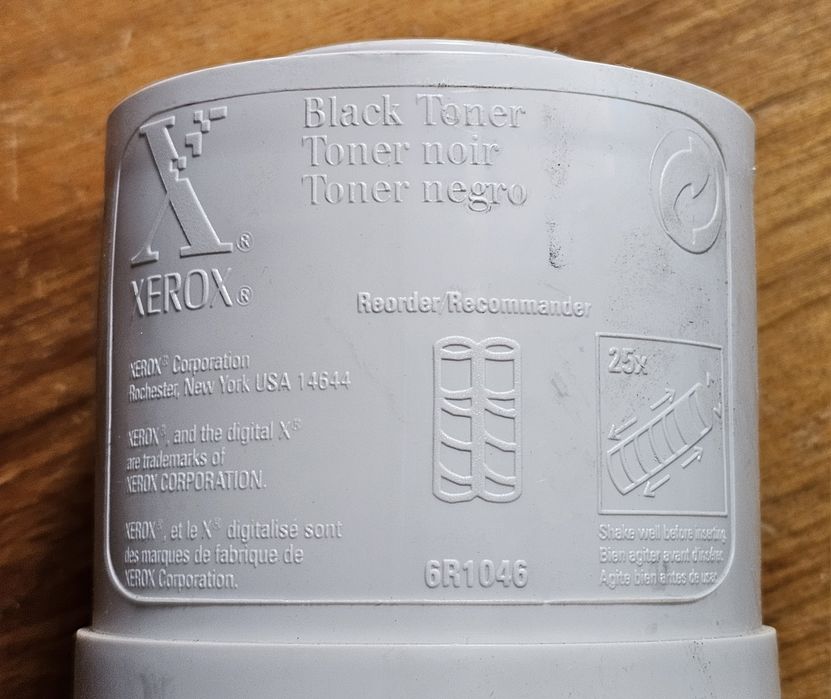 Black Toner
Toner noir
Toner negro
X®
XEROX®
Reorder/Recommander
XEROX® Corporation
Rochester, New York USA 14644
XEROX®, and the digital X®
are trademarks of
XEROX CORPORATION.
XEROX®, et le X® digitalisé sont
des marques de fabrique de
XEROX Corporation.
6R1046
25x
Shake well before inserting
Bien agiter avant d'insérer
Agite bien antes de usar